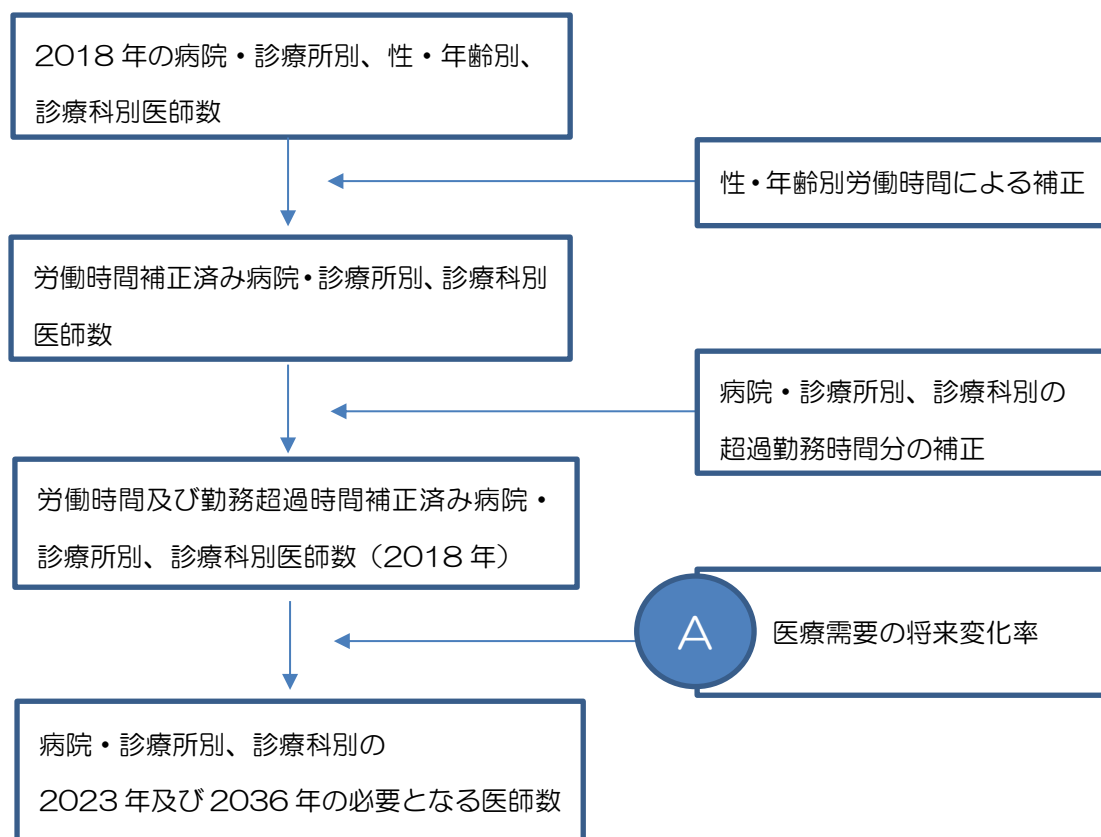 2018 年の病院・診療所別、性・年齢別、
診療科別医師数
性・年齢別労働時間による補正
労働時間補正済み病院・診療所別、診療科別
医師数
病院・診療所別、診療科別の
超過勤務時間分の補正
労働時間及び勤務超過時間補正済み病院・
診療所別、診療科別医師数（2018 年）
A
医療需要の将来変化率
病院・診療所別、診療科別の
2023 年及び 2036 年の必要となる医師数